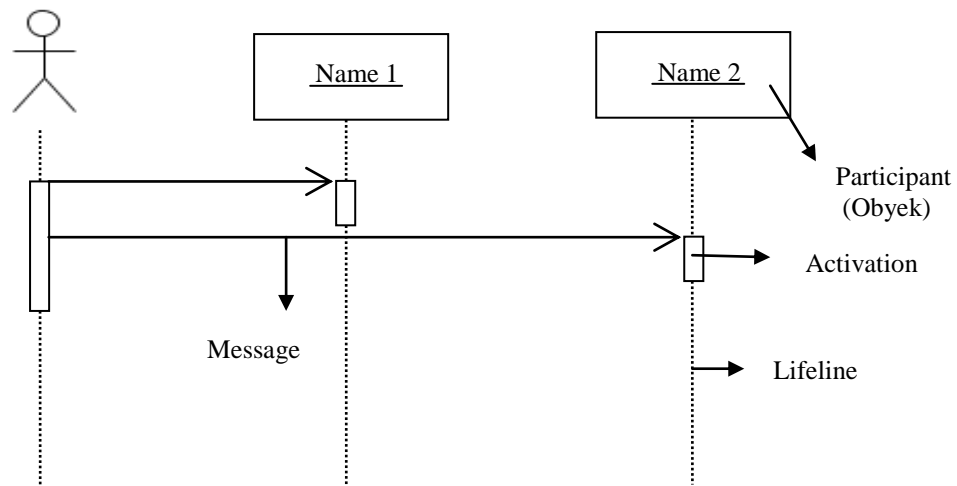 Name 1
Name 2
Participant
(Obyek)
Activation
Message
Lifeline